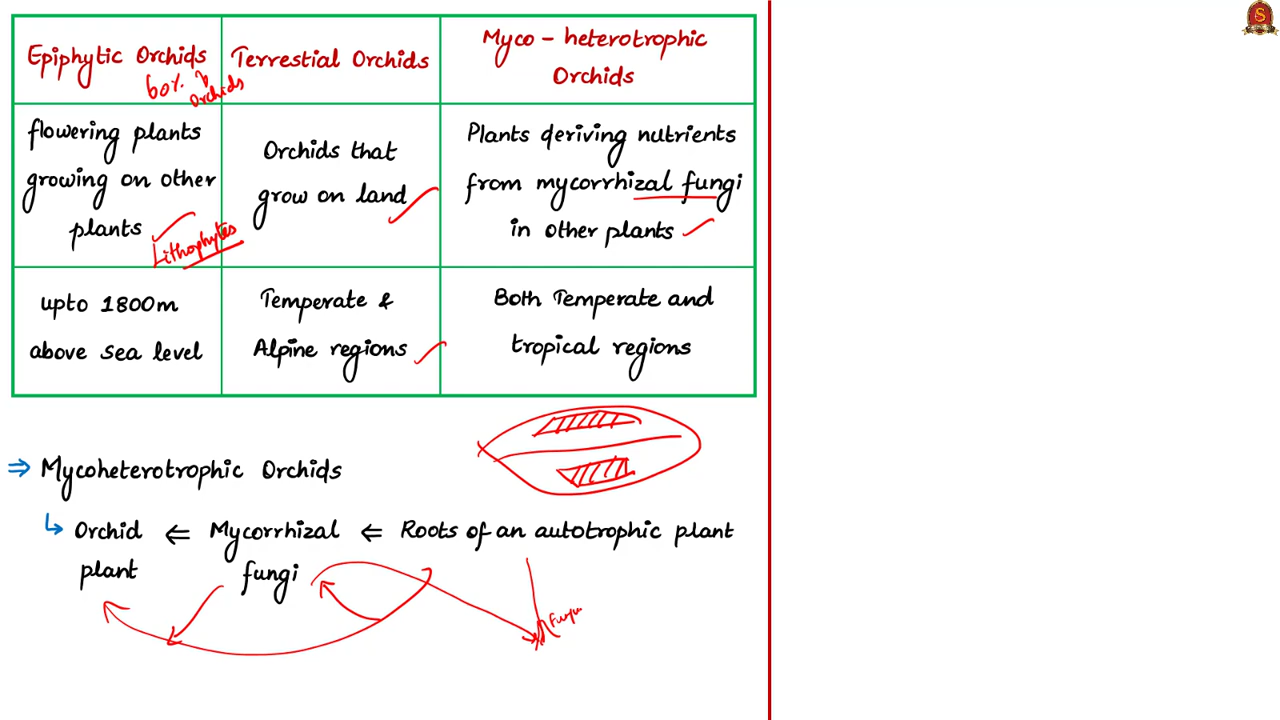 Epiphytic Orchids
60% of
Orchids
Terrestial Orchids
Myco - heterotrophic
Orchids
flowering plants
growing on other
plants
Lithophytes
Orchids that
grow on land
Plants deriving nutrients
from mycorrhizal fungi
in other plants
upto 1800m
above sea level
Temperate &
Alpine regions
Both Temperate and
tropical regions
⇒ Mycoheterotrophic Orchids
↳ Orchid ⇐ Mycorrhizal ⇐ Roots of an autotrophic plant
plant fungi
S